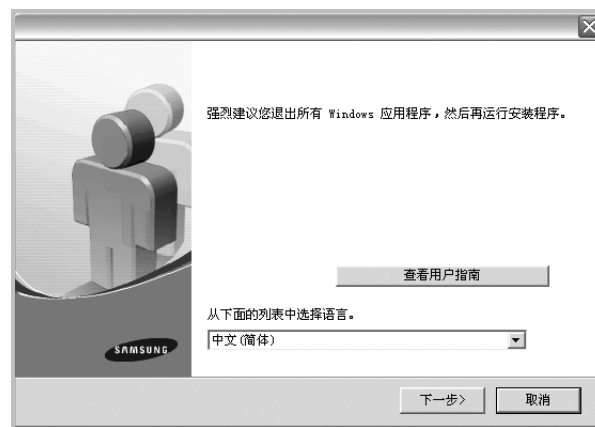 强烈建议您退出所有 Windows 应用程序，然后再运行安装程序。
查看用户指南
从下面的列表中选择语言。
中文(简体)
SAMSUNG
下一步>
取消